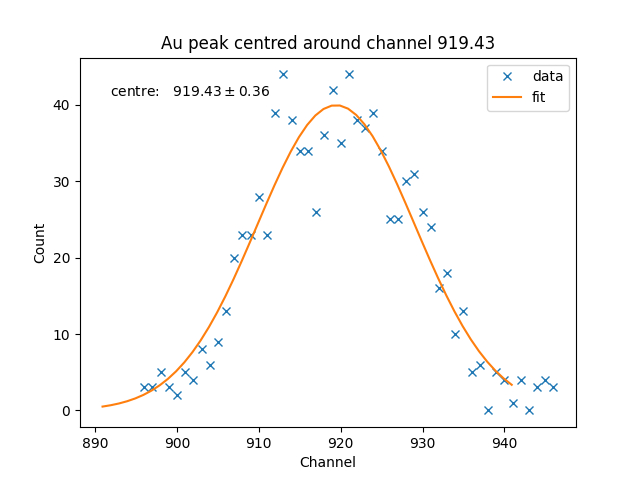 Au peak centred around channel 919.43
centre: 919.43 ± 0.36
data
fit
40
30
20
10
0
Count
890 900 910 920 930 940
Channel